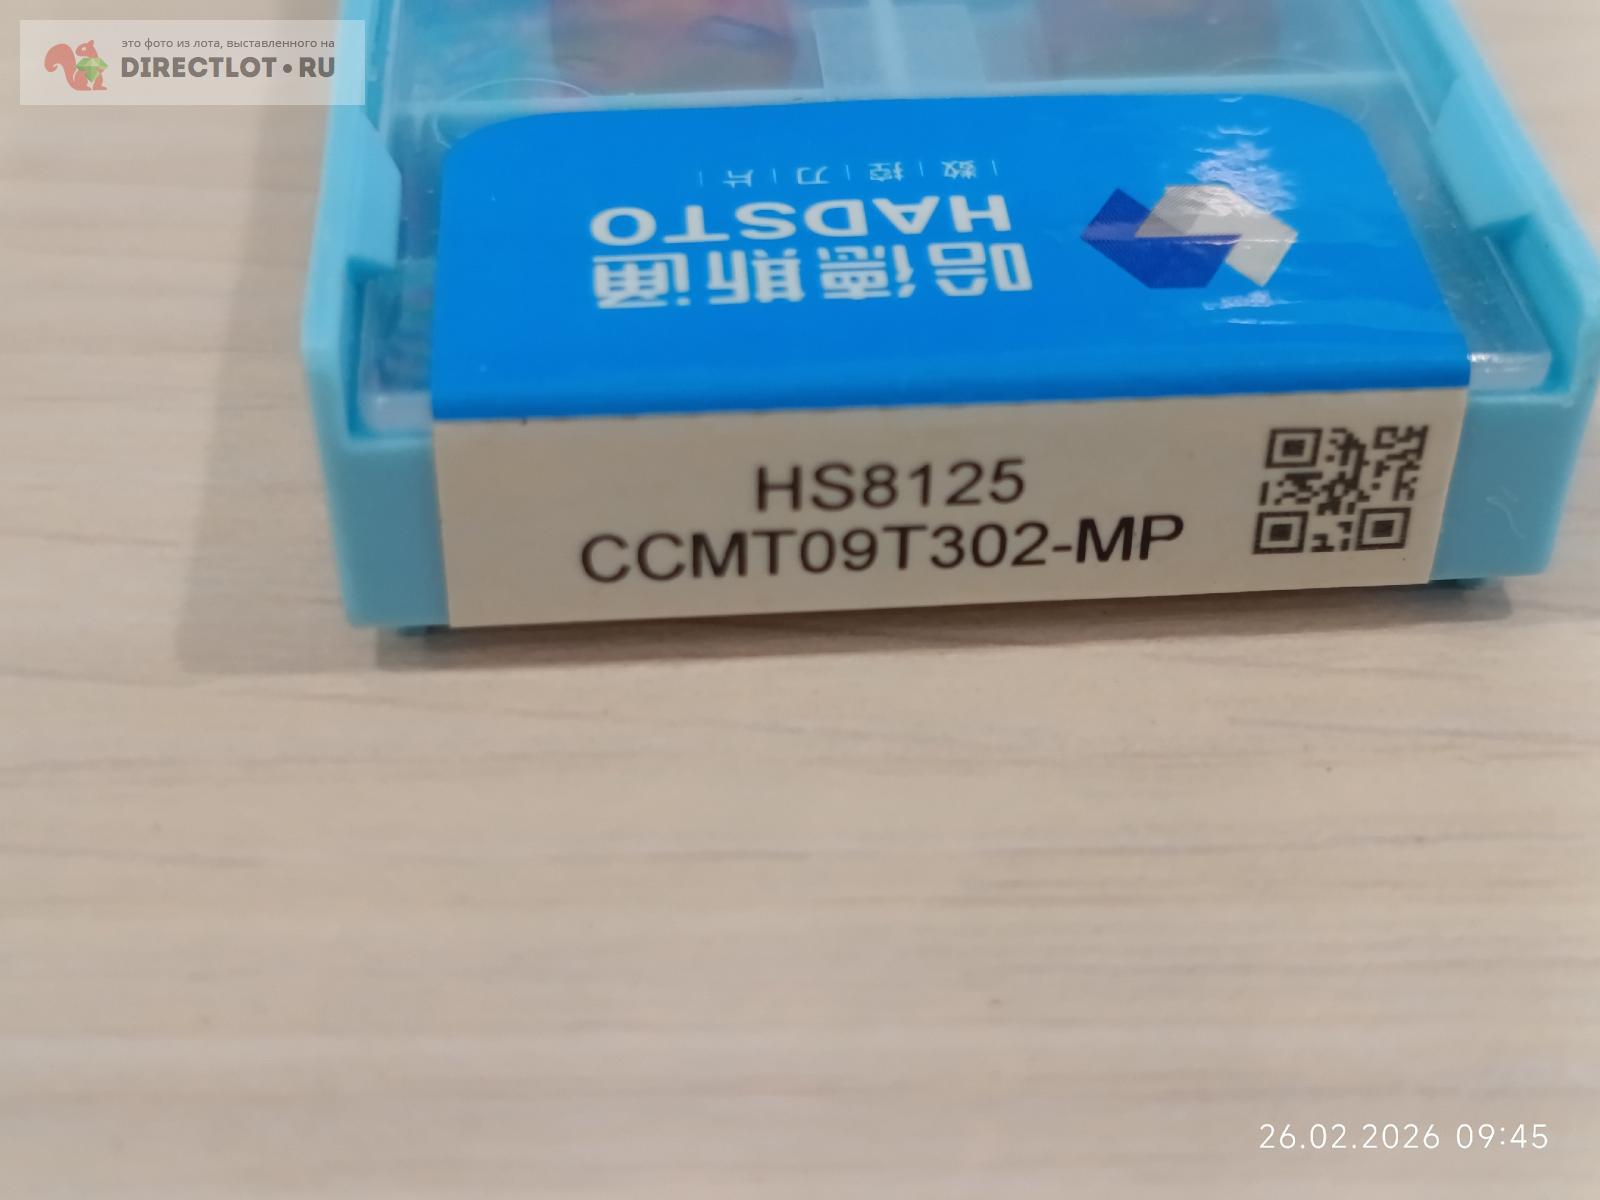 это фото из лота, выставленного на
DIRECTLOT•RU
哈德斯通
HADSTO
数控刀片
HS8125
CCMT09T302-MP
26.02.2026 09:45